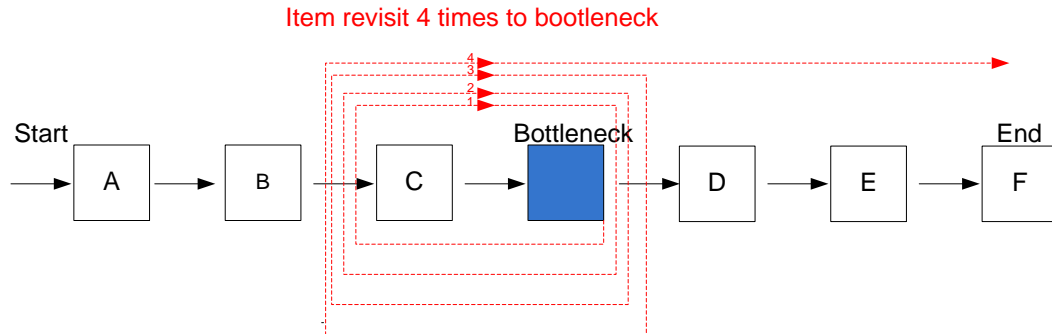 Item revisit 4 times to bootleneck
4
3
2
1
Start
Bottleneck
End
A
B
C
D
E
F